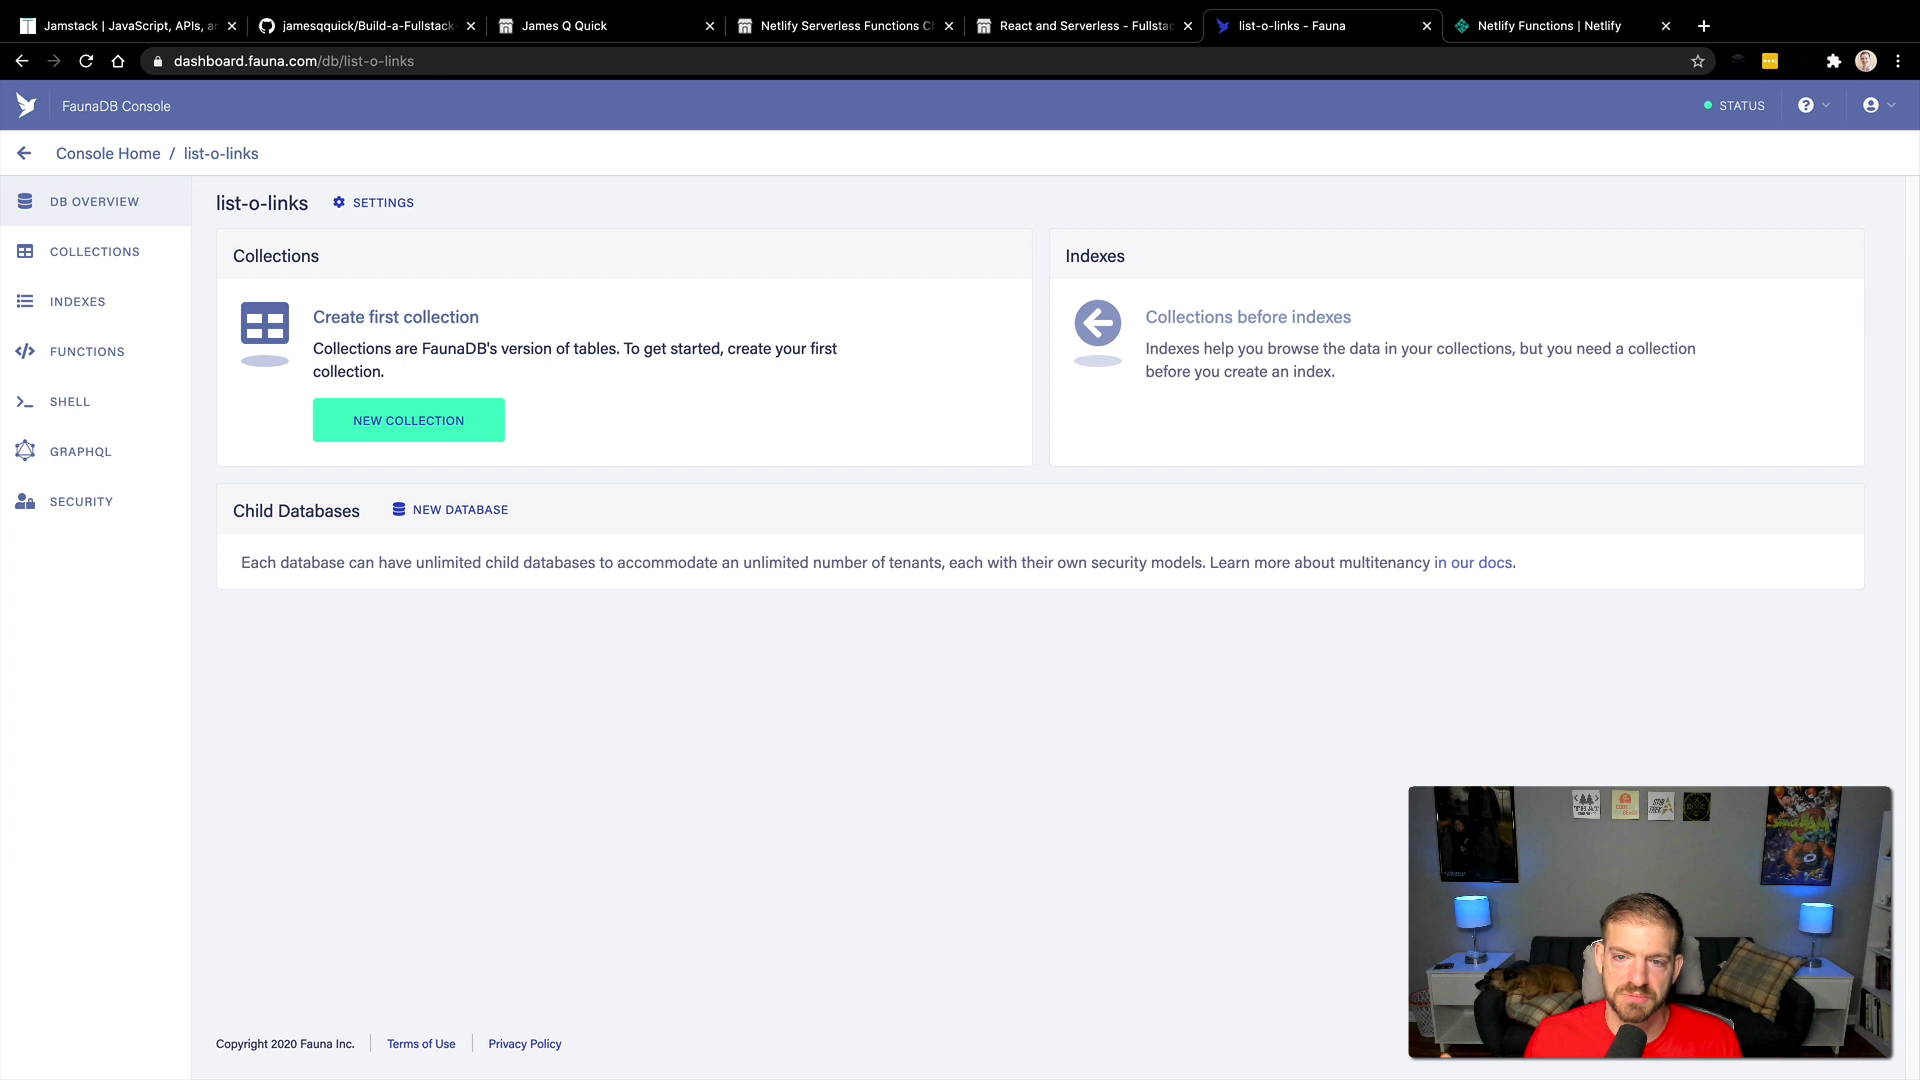 Jamstack | JavaScript, APIs, an
jamesqquick/Build-a-Fullstack-
James Q Quick
Netlify Serverless Functions Cl
React and Serverless - Fullstac
list-o-links - Fauna
Netlify Functions | Netlify
dashboard.fauna.com/db/list-o-links
FaunaDB Console
STATUS
Console Home / list-o-links
DB OVERVIEW
COLLECTIONS
INDEXES
FUNCTIONS
SHELL
GRAPHQL
SECURITY
list-o-links
SETTINGS
Collections
Create first collection
Collections are FaunaDB's version of tables. To get started, create your first
collection.
NEW COLLECTION
Indexes
Collections before indexes
Indexes help you browse the data in your collections, but you need a collection
before you create an index.
Child Databases
NEW DATABASE
Each database can have unlimited child databases to accommodate an unlimited number of tenants, each with their own security models. Learn more about multitenancy in our docs.
THAT
Copyright 2020 Fauna Inc.
Terms of Use
Privacy Policy